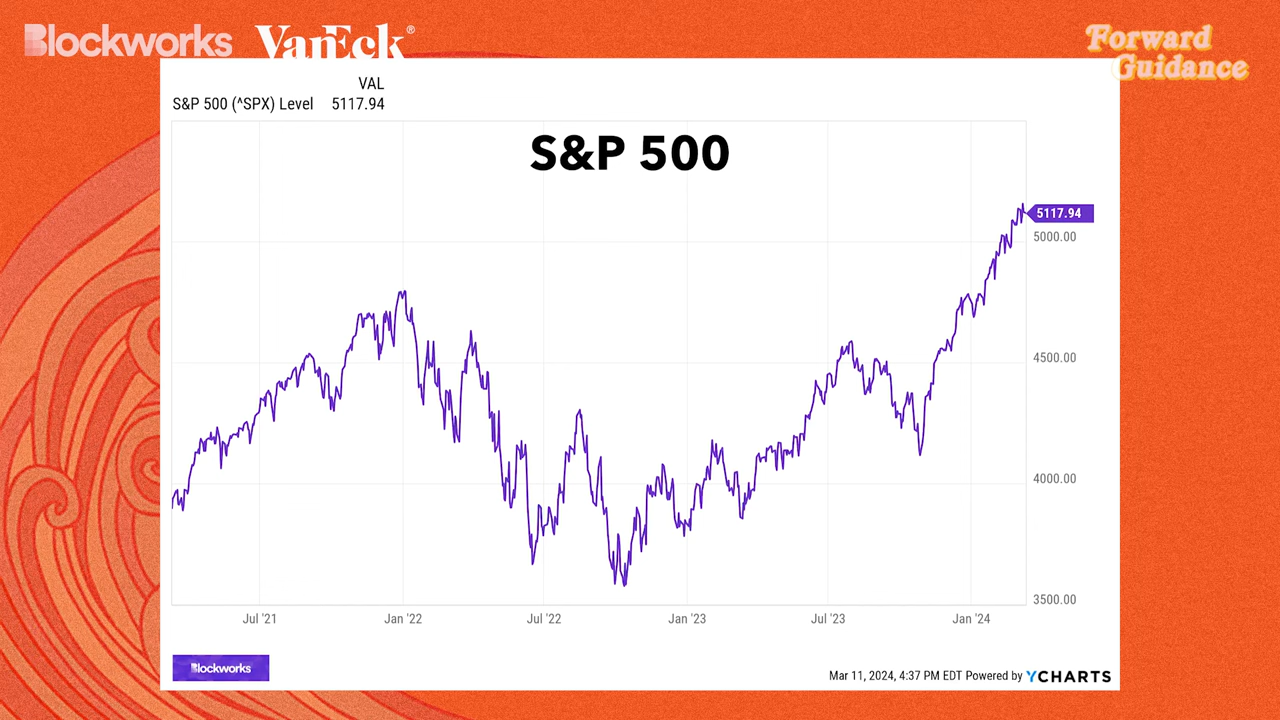 Blockworks VanEck®
Forward
Guidance
VAL
S&P 500 (^SPX) Level 5117.94
S&P 500
5117.94
5000.00
4500.00
4000.00
3500.00
Jul '21 Jan '22 Jul '22 Jan '23 Jul '23 Jan '24
Blockworks
Mar 11, 2024, 4:37 PM EDT Powered by YCHARTS